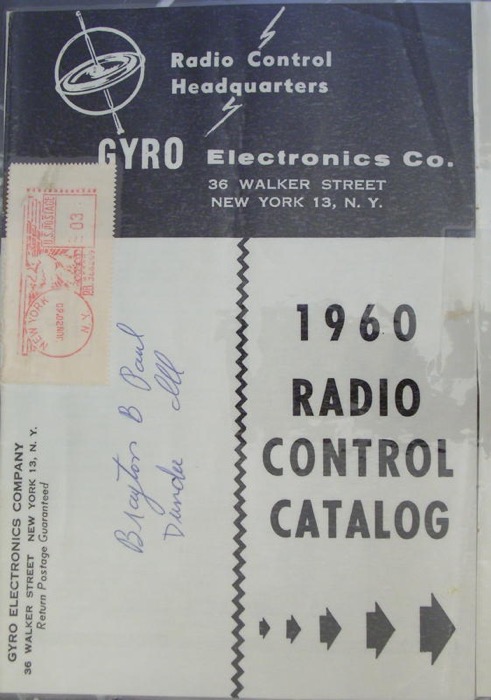 Radio Control
Headquarters
GYRO Electronics Co.
36 WALKER STREET
NEW YORK 13, N. Y.
U.S. POSTAGE
03
NEW YORK
N.Y.
1960
RADIO
CONTROL
CATALOG
Brayton B Paul
Dundee Ill
GYRO ELECTRONICS COMPANY
36 WALKER STREET NEW YORK 13, N. Y.
Return Postage Guaranteed